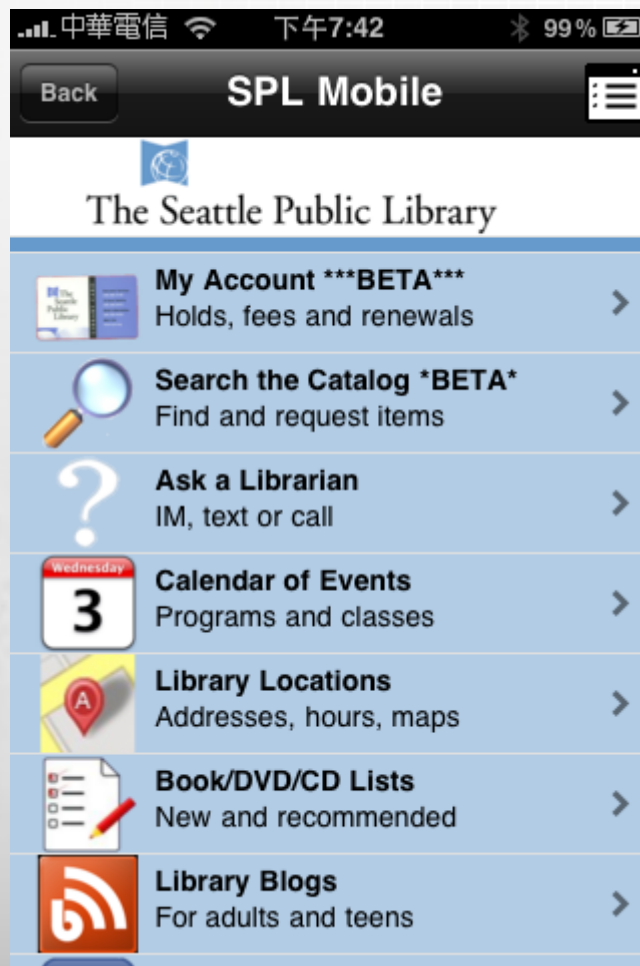 中華電信 下午7:42 99%
Back SPL Mobile
The Seattle Public Library
My Account ***BETA***
Holds, fees and renewals
Search the Catalog *BETA*
Find and request items
Ask a Librarian
IM, text or call
Wednesday
3
Calendar of Events
Programs and classes
A
Library Locations
Addresses, hours, maps
Book/DVD/CD Lists
New and recommended
Library Blogs
For adults and teens